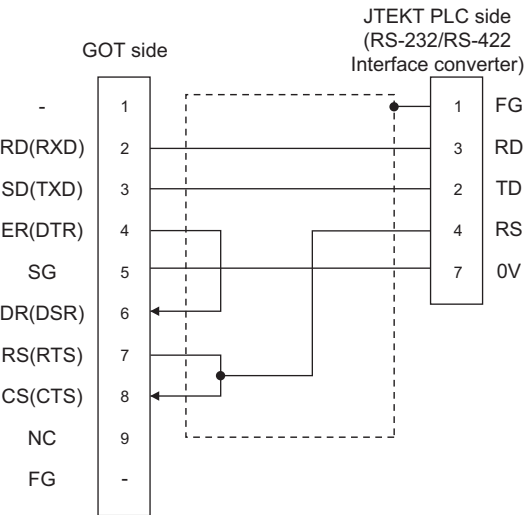 JTEKT PLC side
(RS-232/RS-422
Interface converter)
GOT side
- 1
RD(RXD) 2
SD(TXD) 3
ER(DTR) 4
SG 5
DR(DSR) 6
RS(RTS) 7
CS(CTS) 8
NC 9
FG -
1 FG
3 RD
2 TD
4 RS
7 0V